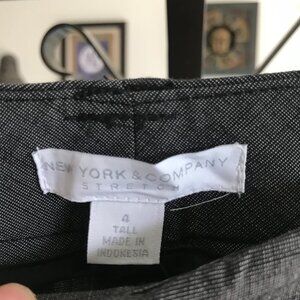 NEW YORK & COMPANY
STRETCH
4
TALL
MADE IN
INDONESIA